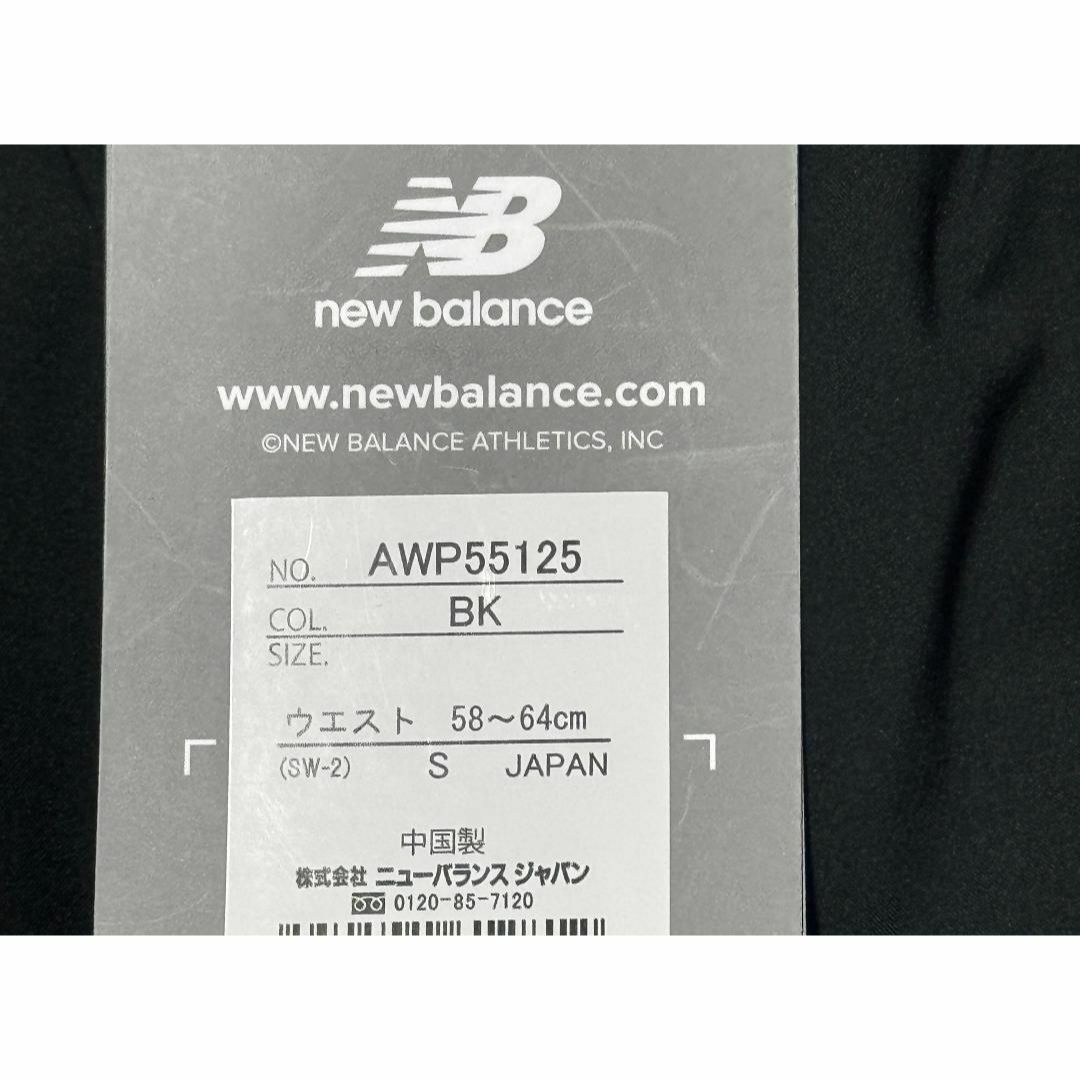 NB
new balance
www.newbalance.com
©NEW BALANCE ATHLETICS, INC
NO. AWP55125
COL. BK
SIZE.
ウエスト 58～64cm
(SW-2) S JAPAN
中国製
株式会社 ニューバランス ジャパン
0120-85-7120